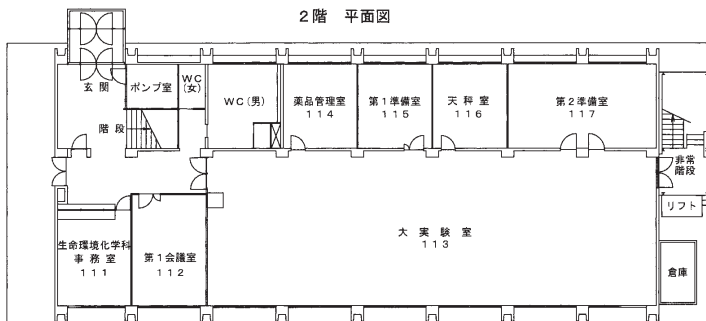 2階 平面図
玄関
ポンプ室
WC
(女)
WC(男)
薬品管理室
114
第1準備室
115
天秤室
116
第2準備室
117
階段
非常
階段
リフト
生命環境化学科
事務室
111
第1会議室
112
大実験室
113
倉庫